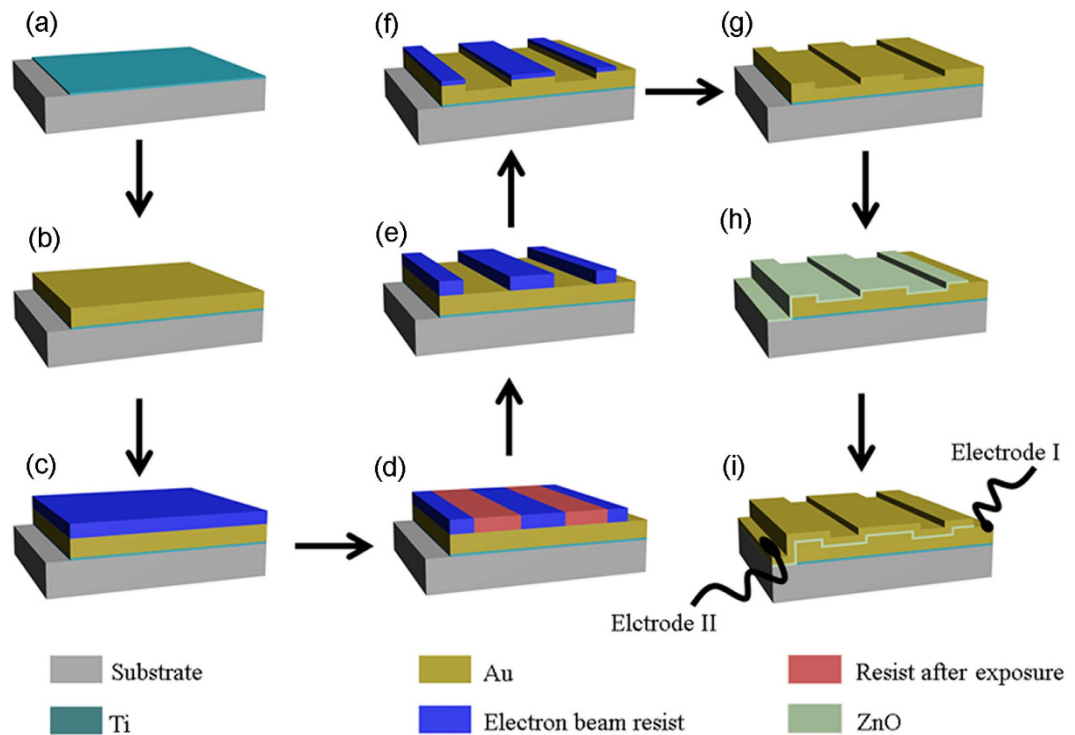 (a)
(f)
(g)
(b)
(e)
(h)
(c)
(d)
(i)
Electrode I
Elctrode II
Substrate
Au
Resist after exposure
Ti
Electron beam resist
ZnO